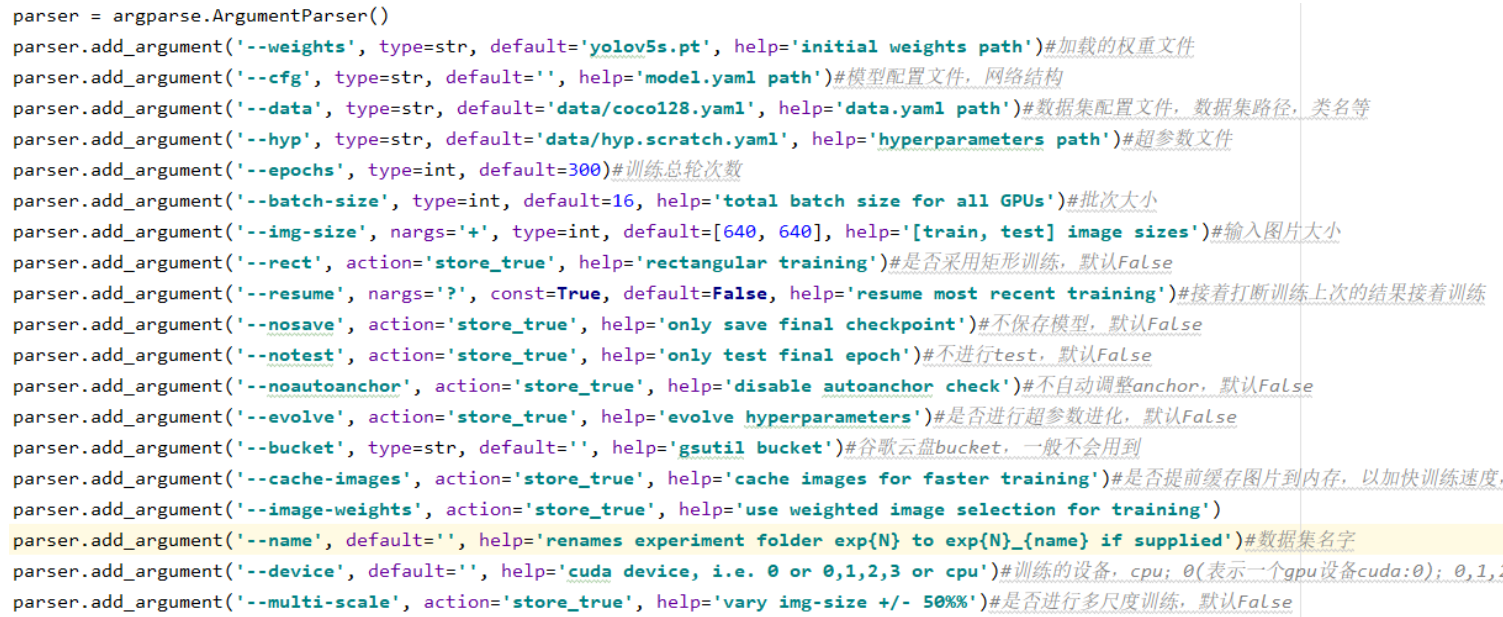 parser = argparse.ArgumentParser()
parser.add_argument('--weights', type=str, default='yolov5s.pt', help='initial weights path')#加载的权重文件
parser.add_argument('--cfg', type=str, default='', help='model.yaml path')#模型配置文件，网络结构
parser.add_argument('--data', type=str, default='data/coco128.yaml', help='data.yaml path')#数据集配置文件，数据集路径，类名等
parser.add_argument('--hyp', type=str, default='data/hyp.scratch.yaml', help='hyperparameters path')#超参数文件
parser.add_argument('--epochs', type=int, default=300)#训练总轮次数
parser.add_argument('--batch-size', type=int, default=16, help='total batch size for all GPUs')#批次大小
parser.add_argument('--img-size', nargs='+', type=int, default=[640, 640], help='[train, test] image sizes')#输入图片大小
parser.add_argument('--rect', action='store_true', help='rectangular training')#是否采用矩形训练，默认False
parser.add_argument('--resume', nargs='?', const=True, default=False, help='resume most recent training')#接着打断训练上次的结果接着训练
parser.add_argument('--nosave', action='store_true', help='only save final checkpoint')#不保存模型，默认False
parser.add_argument('--notest', action='store_true', help='only test final epoch')#不进行test，默认False
parser.add_argument('--noautoanchor', action='store_true', help='disable autoanchor check')#不自动调整anchor，默认False
parser.add_argument('--evolve', action='store_true', help='evolve hyperparameters')#是否进行超参数进化，默认False
parser.add_argument('--bucket', type=str, default='', help='gsutil bucket')#谷歌云盘bucket，一般不会用到
parser.add_argument('--cache-images', action='store_true', help='cache images for faster training')#是否提前缓存图片到内存，以加快训练速度，
parser.add_argument('--image-weights', action='store_true', help='use weighted image selection for training')
parser.add_argument('--name', default='', help='renames experiment folder exp{N} to exp{N}_{name} if supplied')#数据集名字
parser.add_argument('--device', default='', help='cuda device, i.e. 0 or 0,1,2,3 or cpu')#训练的设备，cpu；0(表示一个gpu设备cuda:0)；0,1,2
parser.add_argument('--multi-scale', action='store_true', help='vary img-size +/- 50%%')#是否进行多尺度训练，默认False